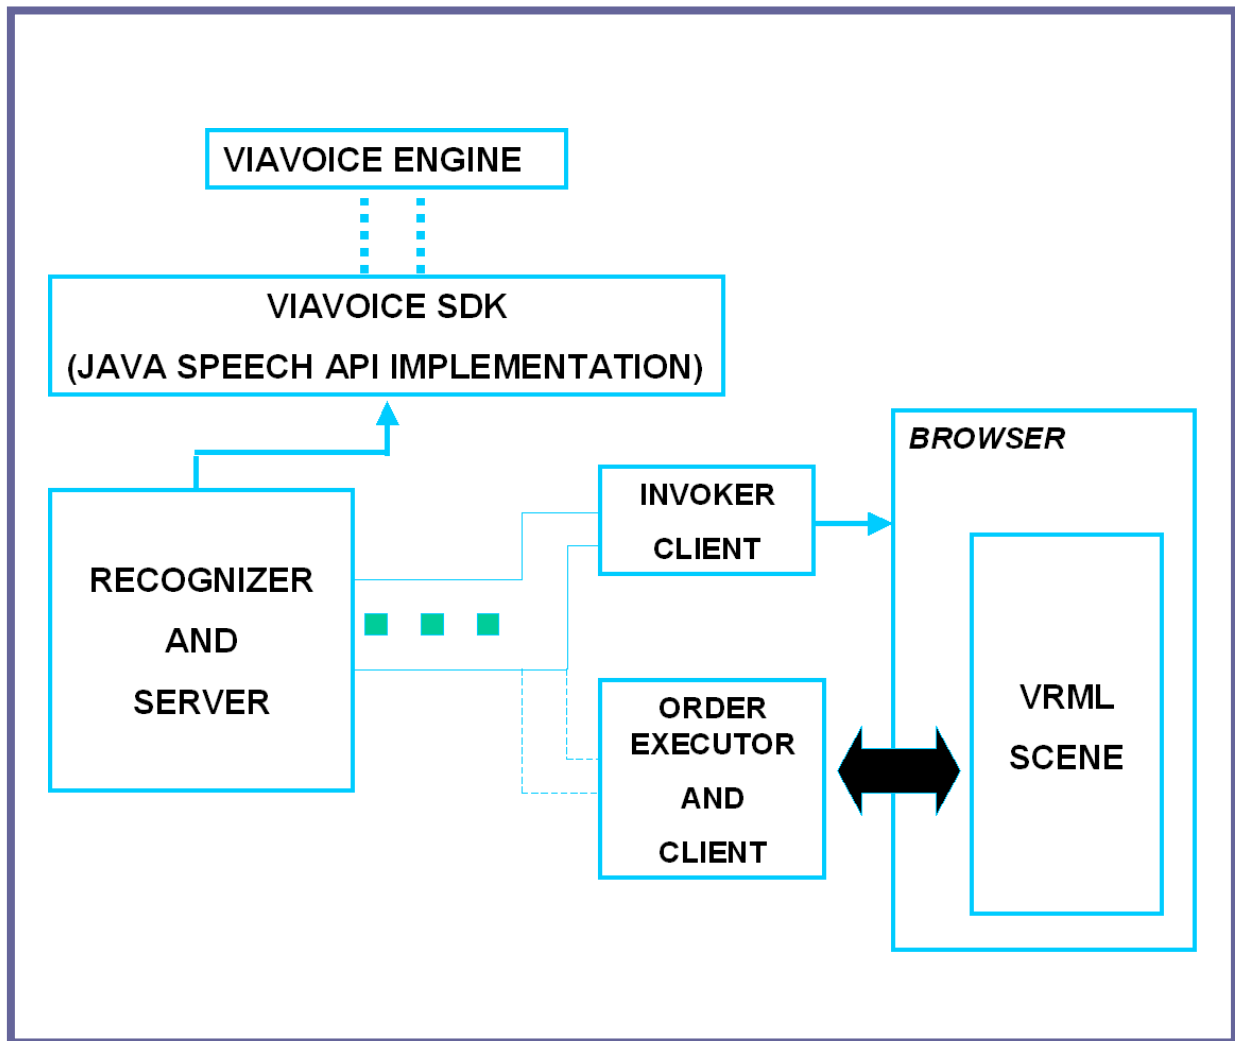 VIAVOICE ENGINE
VIAVOICE SDK
(JAVA SPEECH API IMPLEMENTATION)
BROWSER
INVOKER
CLIENT
RECOGNIZER
AND
SERVER
ORDER
EXECUTOR
AND
CLIENT
VRML
SCENE